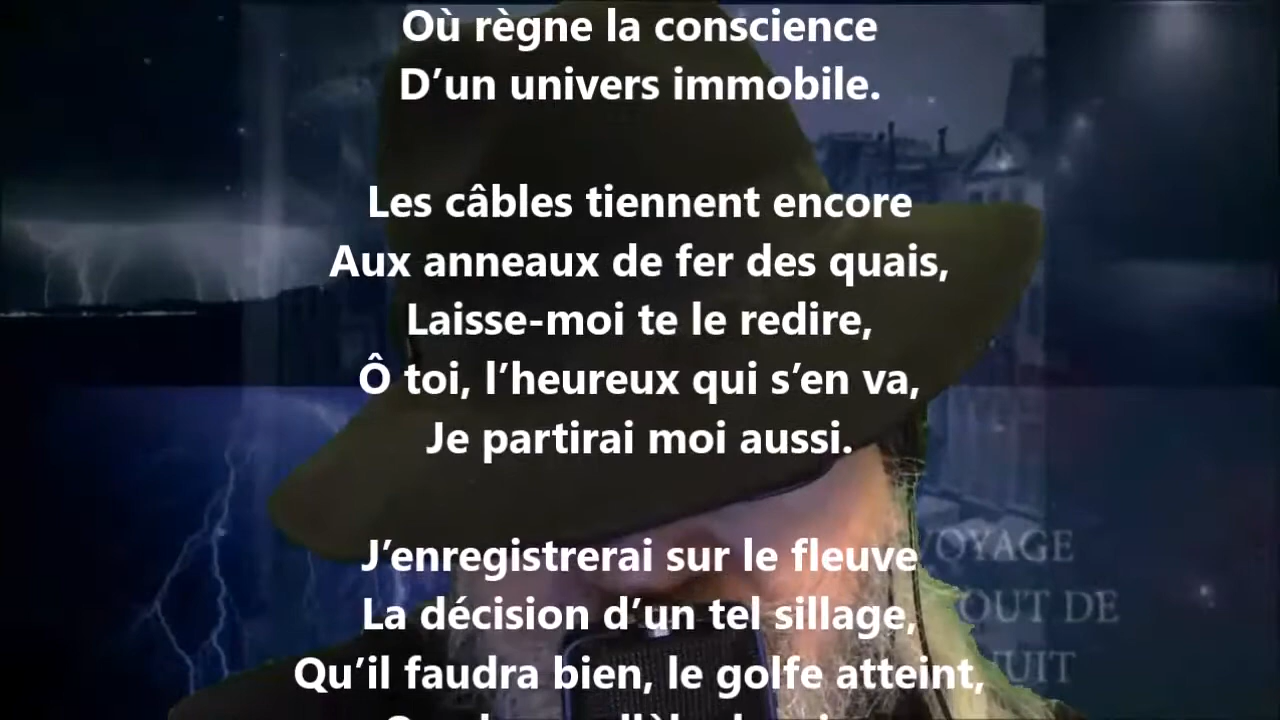 Où règne la conscience
D’un univers immobile.
Les câbles tiennent encore
Aux anneaux de fer des quais,
Laisse-moi te le redire,
Ô toi, l’heureux qui s’en va,
Je partirai moi aussi.
J’enregistrerai sur le fleuve
La décision d’un tel sillage,
Qu’il faudra bien, le golfe atteint,
VOYAGE
OUT DE
UIT